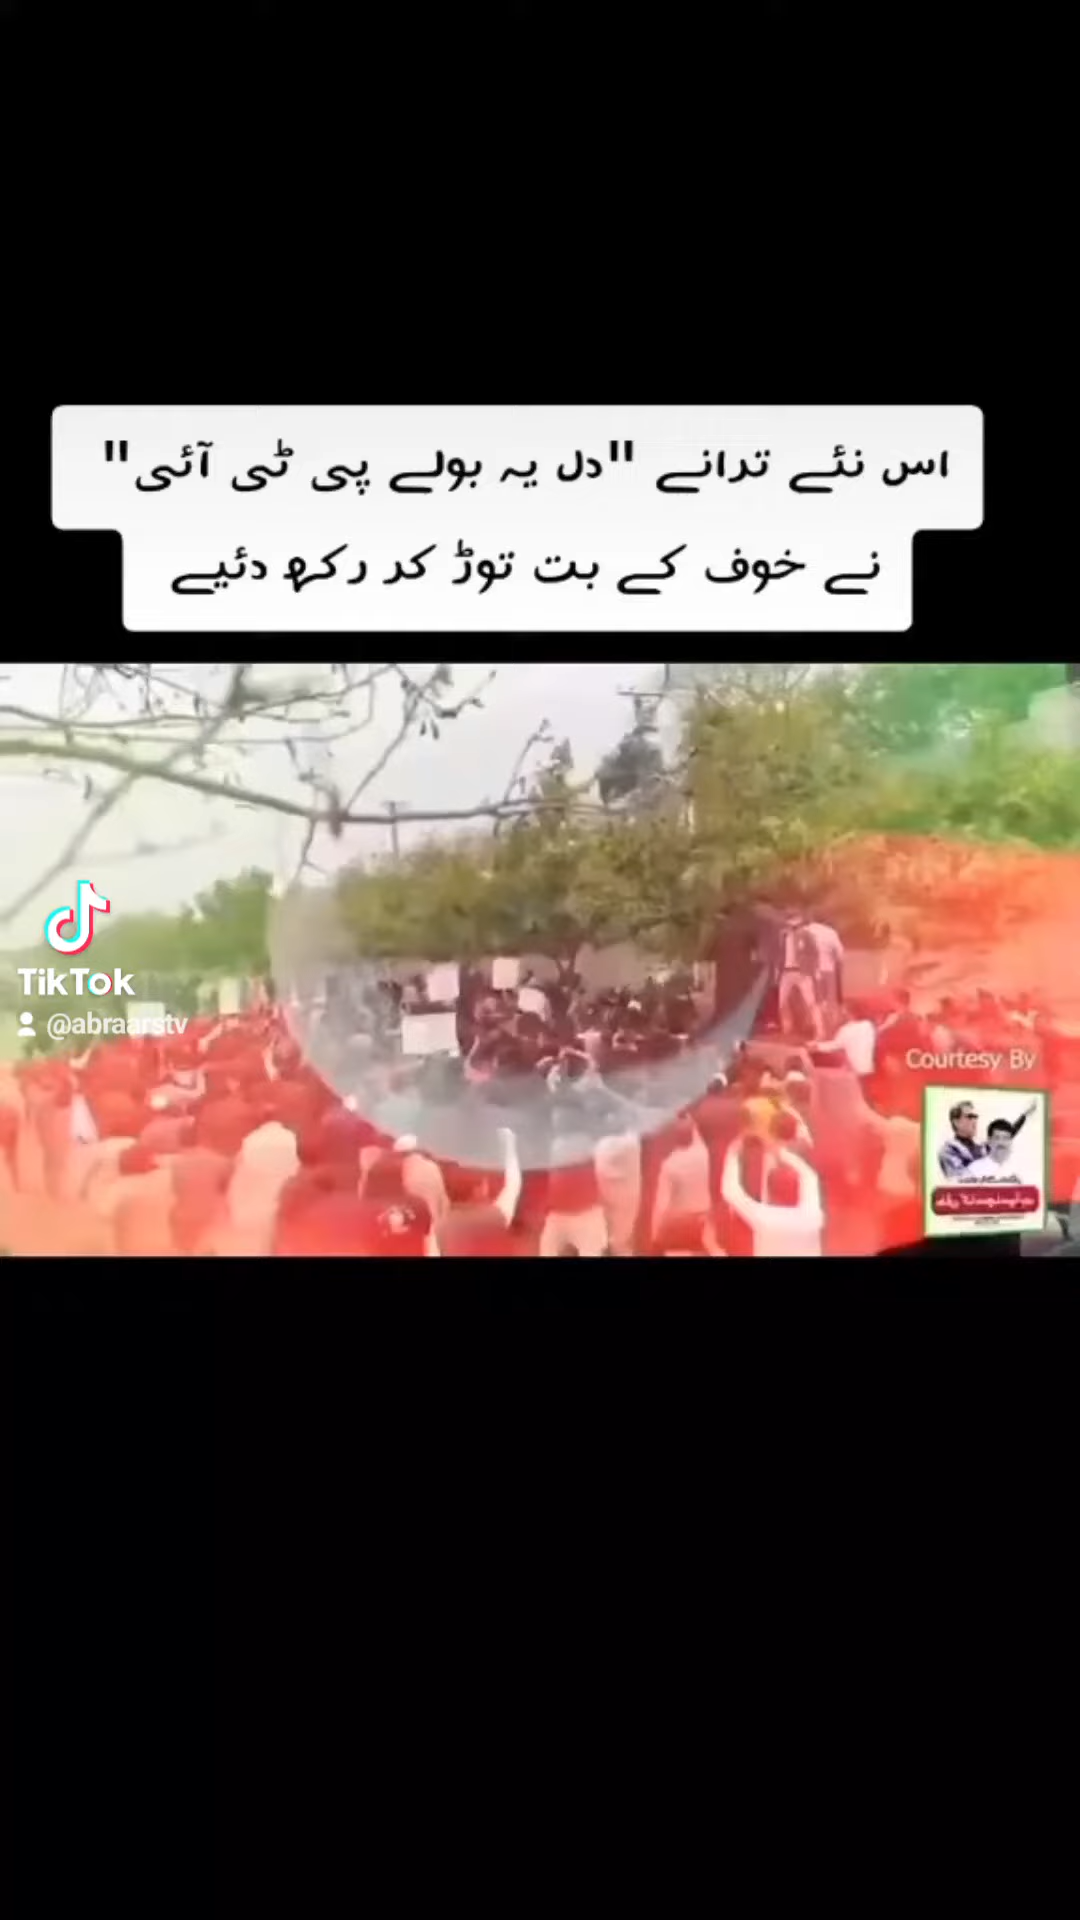 اس نئے ترانے "دل یہ بولے پی ٹی آئی"
نے خوف کے بت توڑ کر رکھ دئیے
TikTok
@abraarstv
Courtesy By